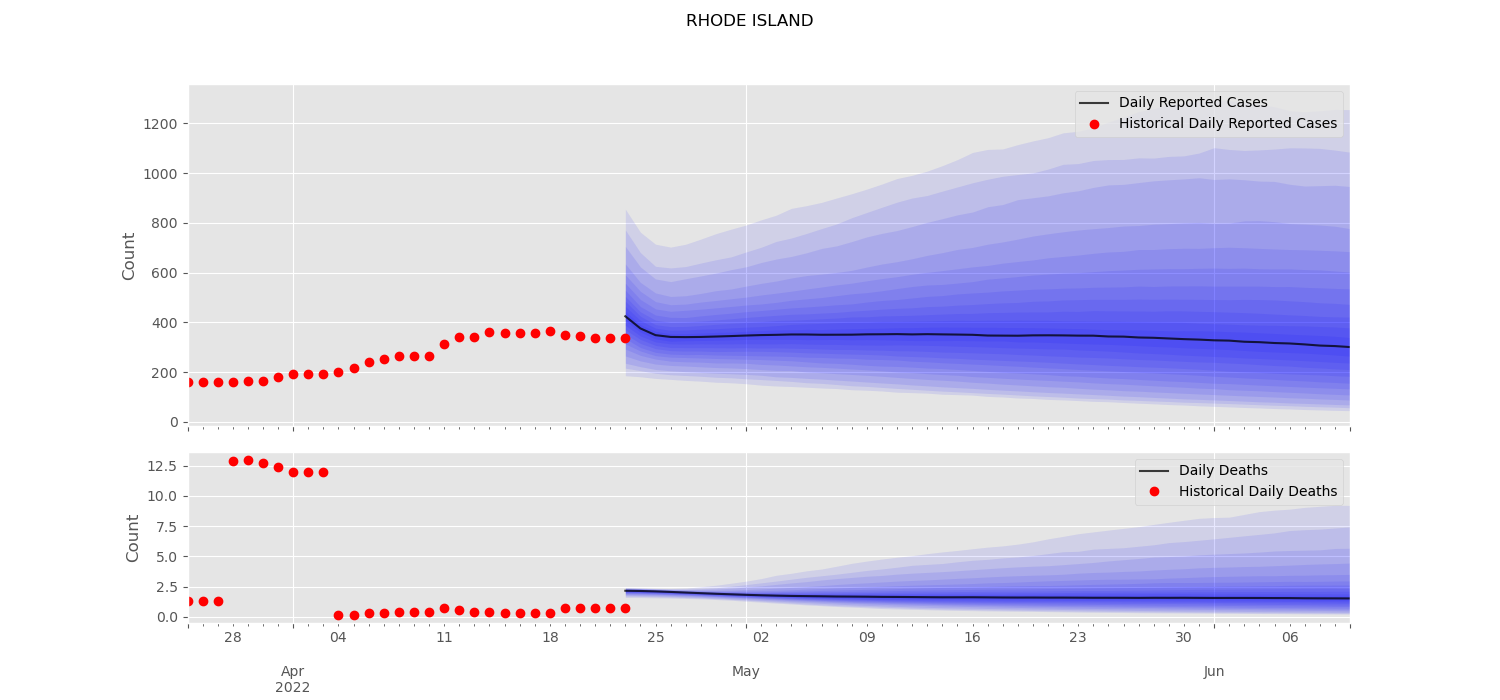 RHODE ISLAND
1200
1000
800
600
400
200
0
Count
Daily Reported Cases
Historical Daily Reported Cases
12.5
10.0
7.5
5.0
2.5
0.0
Count
Daily Deaths
Historical Daily Deaths
28 04 11 18 25 02 09 16 23 30 06
Apr May Jun
2022